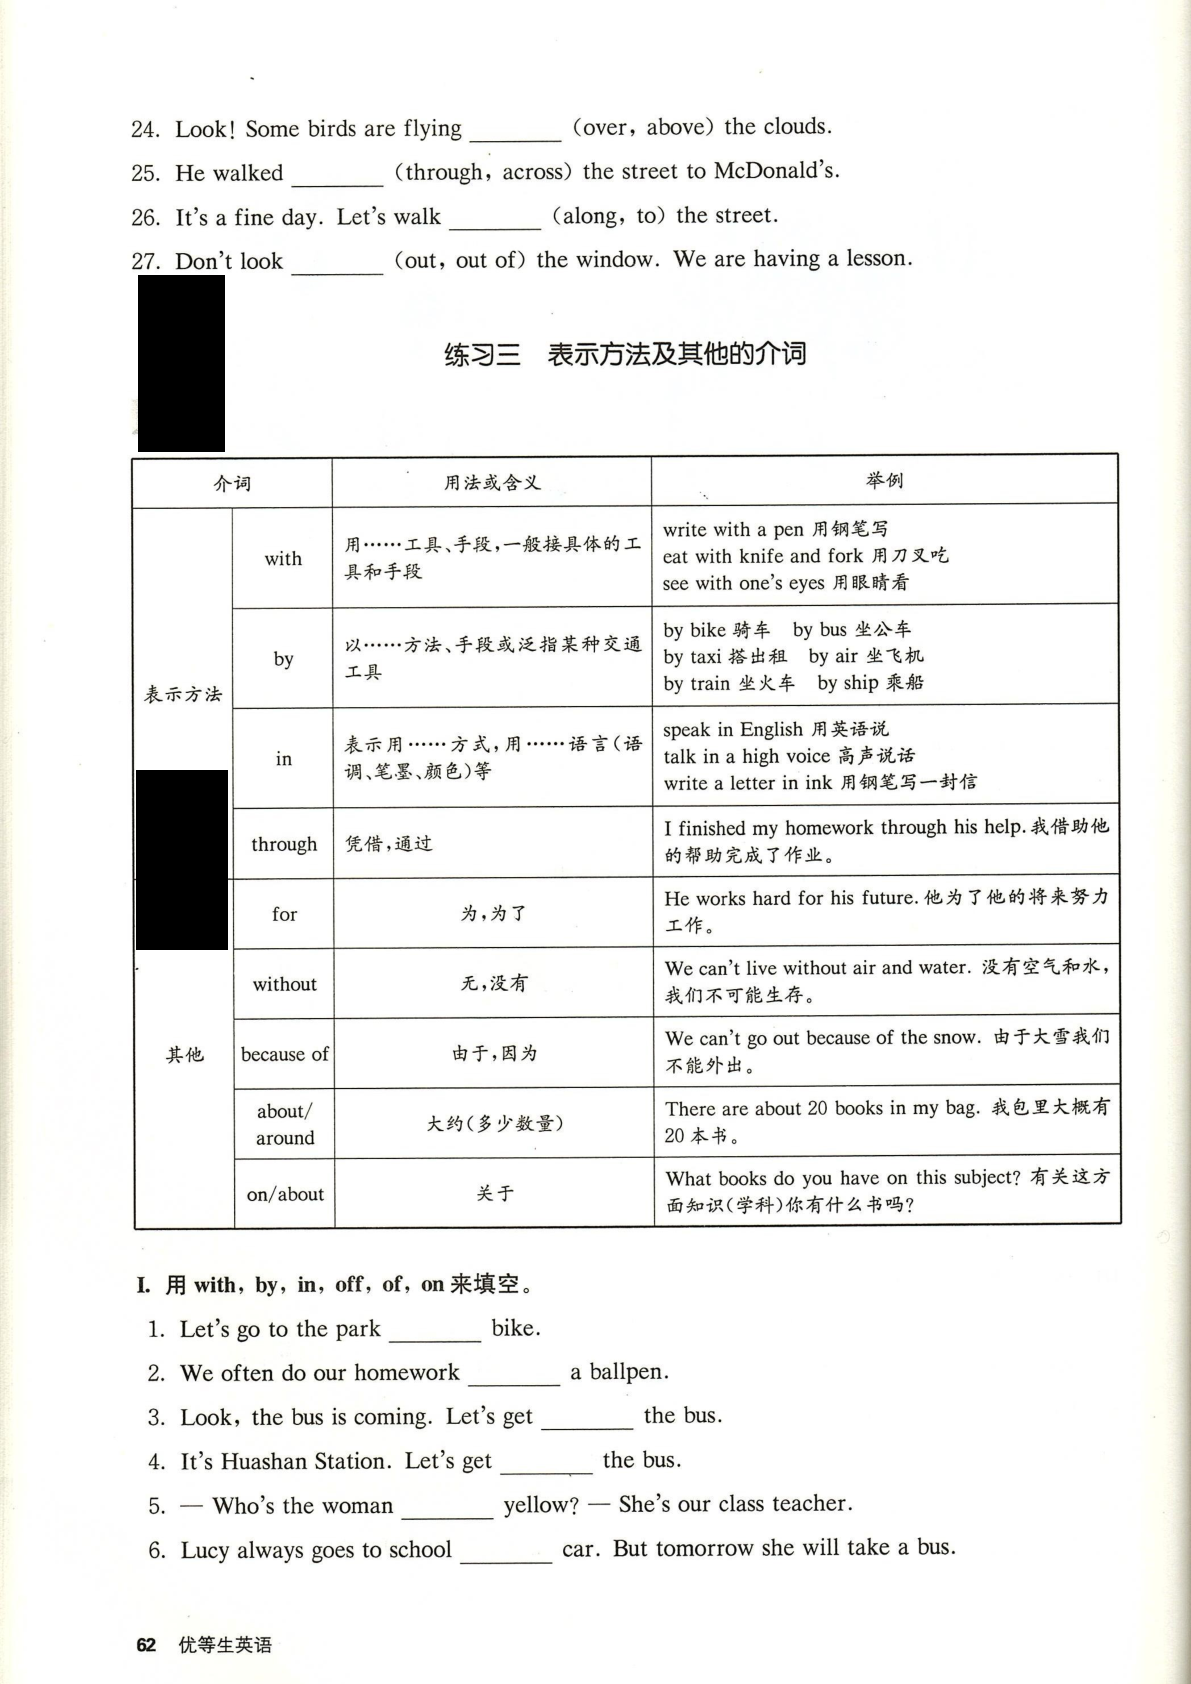 24. Look! Some birds are flying ________ (over, above) the clouds.
25. He walked ________ (through, across) the street to McDonald's.
26. It's a fine day. Let's walk ________ (along, to) the street.
27. Don't look ________ (out, out of) the window. We are having a lesson.
练习三 表示方法及其他的介词
介词 用法或含义 举例
表示方法
with
用……工具、手段,一般接具体的工
具和手段
write with a pen 用钢笔写
eat with knife and fork 用刀叉吃
see with one's eyes 用眼睛看
by
以……方法、手段或泛指某种交通
工具
by bike 骑车 by bus 坐公车
by taxi 搭出租 by air 坐飞机
by train 坐火车 by ship 乘船
in
表示用……方式,用……语言(语
调、笔墨、颜色)等
speak in English 用英语说
talk in a high voice 高声说话
write a letter in ink 用钢笔写一封信
through
凭借,通过
I finished my homework through his help.我借助他
的帮助完成了作业。
其他
for
为,为了
He works hard for his future.他为了他的将来努力
工作。
without
无,没有
We can't live without air and water. 没有空气和水,
我们不可能生存。
because of
由于,因为
We can't go out because of the snow. 由于大雪我们
不能外出。
about/
around
大约(多少数量)
There are about 20 books in my bag. 我包里大概有
20本书。
on/about
关于
What books do you have on this subject? 有关这方
面知识(学科)你有什么书吗?
I. 用 with, by, in, off, of, on 来填空。
1. Let's go to the park ________ bike.
2. We often do our homework ________ a ballpen.
3. Look, the bus is coming. Let's get ________ the bus.
4. It's Huashan Station. Let's get ________ the bus.
5. — Who's the woman ________ yellow? — She's our class teacher.
6. Lucy always goes to school ________ car. But tomorrow she will take a bus.
62 优等生英语